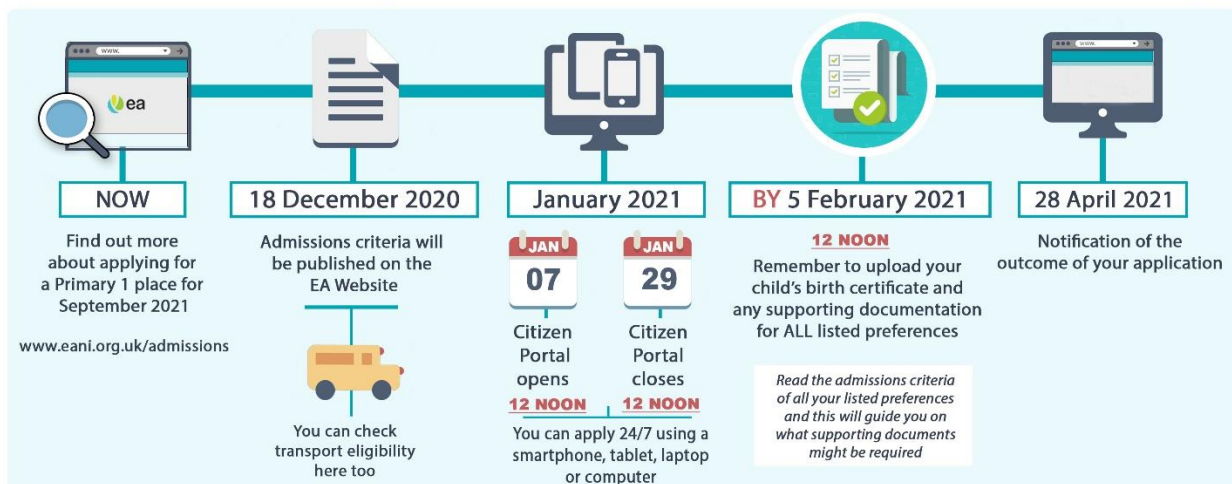 www.
ea
NOW
Find out more
about applying for
a Primary 1 place for
September 2021
www.eani.org.uk/admissions
18 December 2020
Admissions criteria will
be published on the
EA Website
You can check
transport eligibility
here too
January 2021
JAN
07
Citizen
Portal
opens
12 NOON
JAN
29
Citizen
Portal
closes
12 NOON
You can apply 24/7 using a
smartphone, tablet, laptop
or computer
BY 5 February 2021
12 NOON
Remember to upload your
child's birth certificate and
any supporting documentation
for ALL listed preferences
Read the admissions criteria
of all your listed preferences
and this will guide you on
what supporting documents
might be required
www.
28 April 2021
Notification of the
outcome of your application